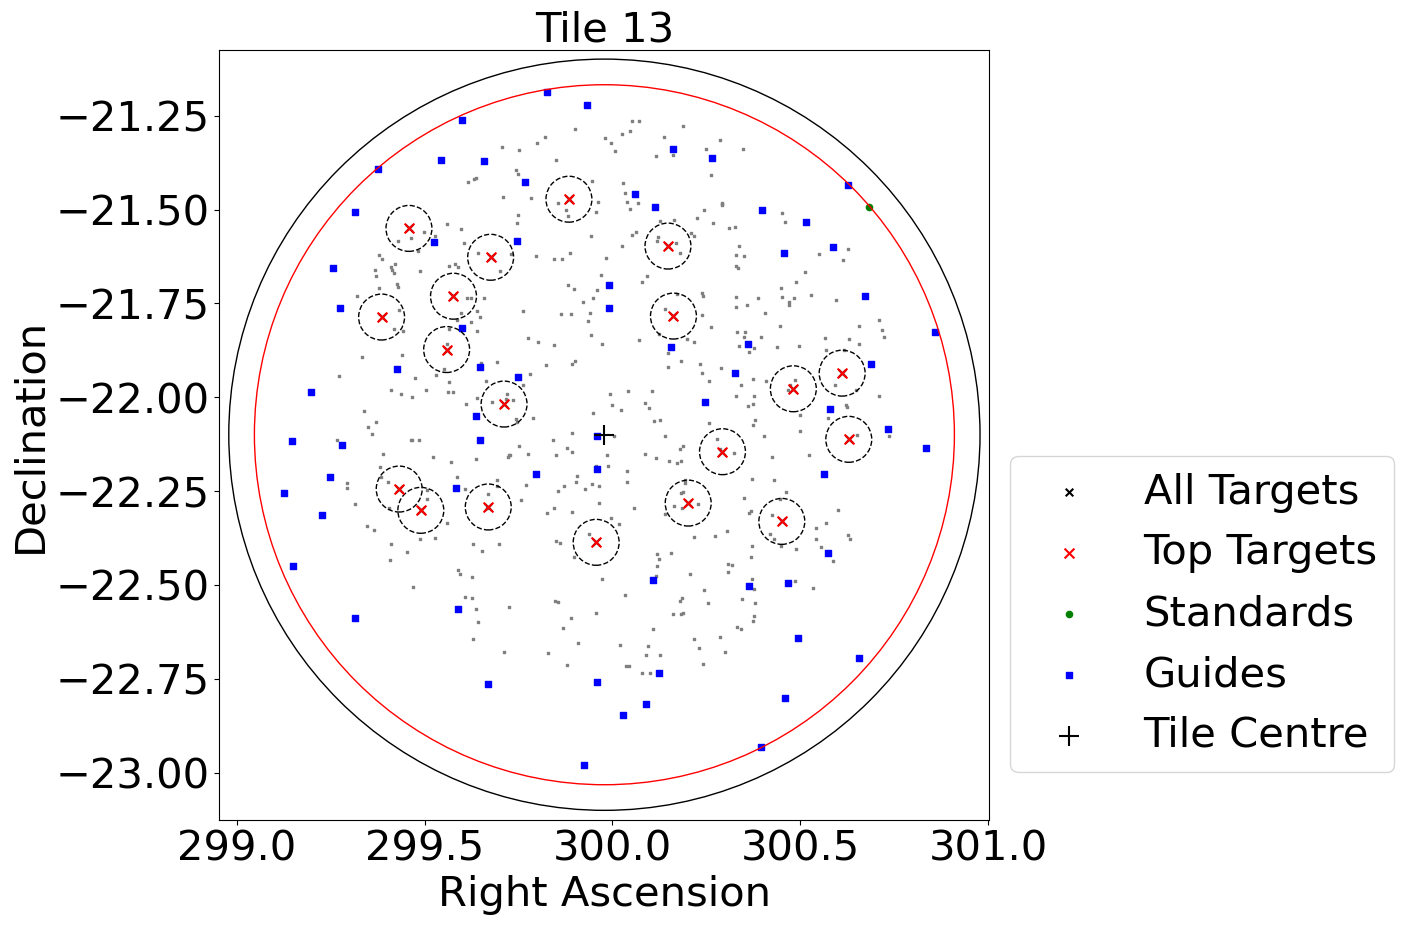 Tile 13
−21.25
−21.50
−21.75
−22.00
−22.25
−22.50
−22.75
−23.00
Declination
299.0 299.5 300.0 300.5 301.0
Right Ascension
All Targets
Top Targets
Standards
Guides
Tile Centre